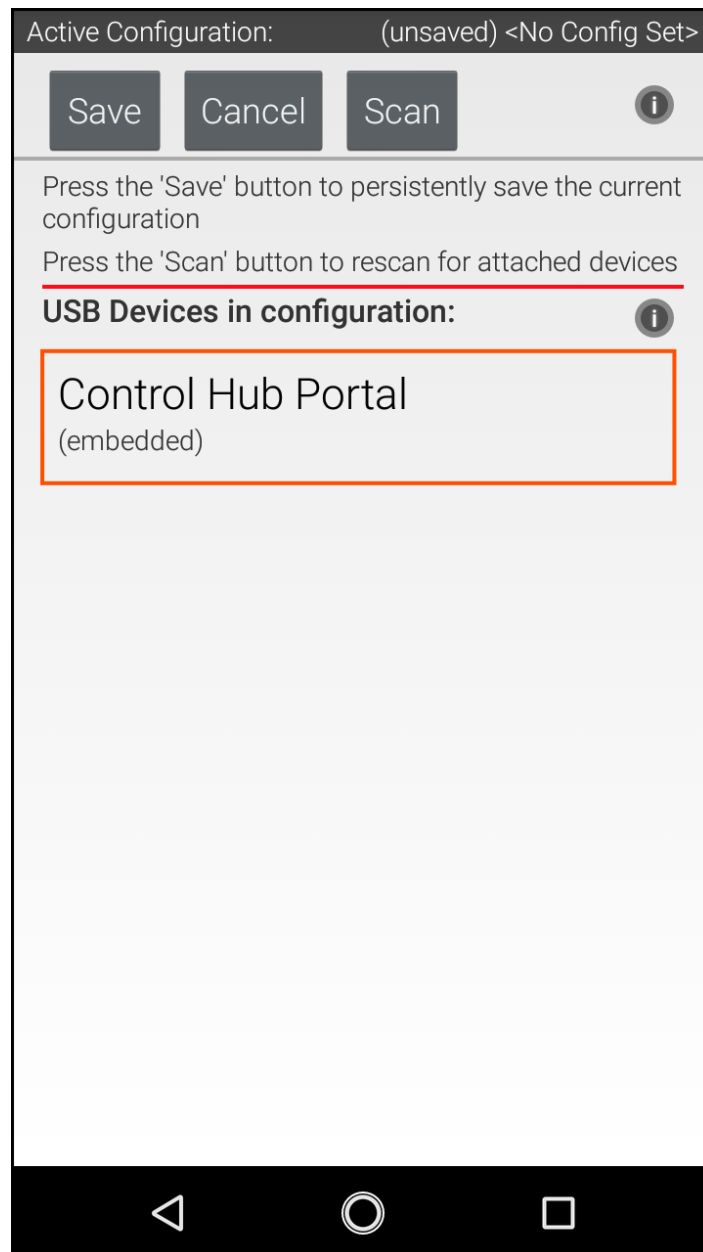 Active Configuration: (unsaved) <No Config Set>
Save Cancel Scan i
Press the 'Save' button to persistently save the current
configuration
Press the 'Scan' button to rescan for attached devices
USB Devices in configuration: i
Control Hub Portal
(embedded)